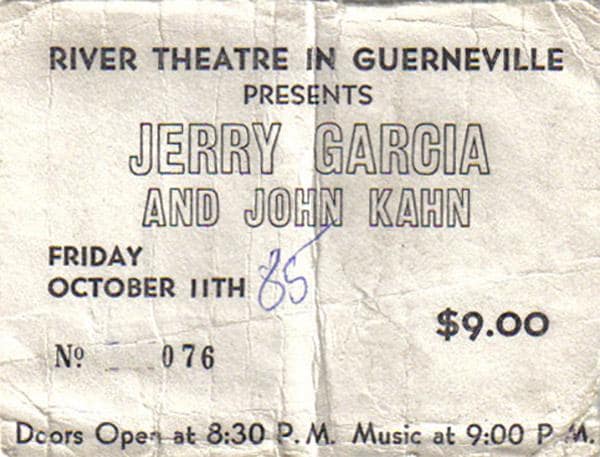 RIVER THEATRE IN GUERNEVILLE
PRESENTS
JERRY GARCIA
AND JOHN KAHN
FRIDAY
OCTOBER 11TH 85
$9.00
Nº 076
Doors Open at 8:30 P.M. Music at 9:00 P.M.